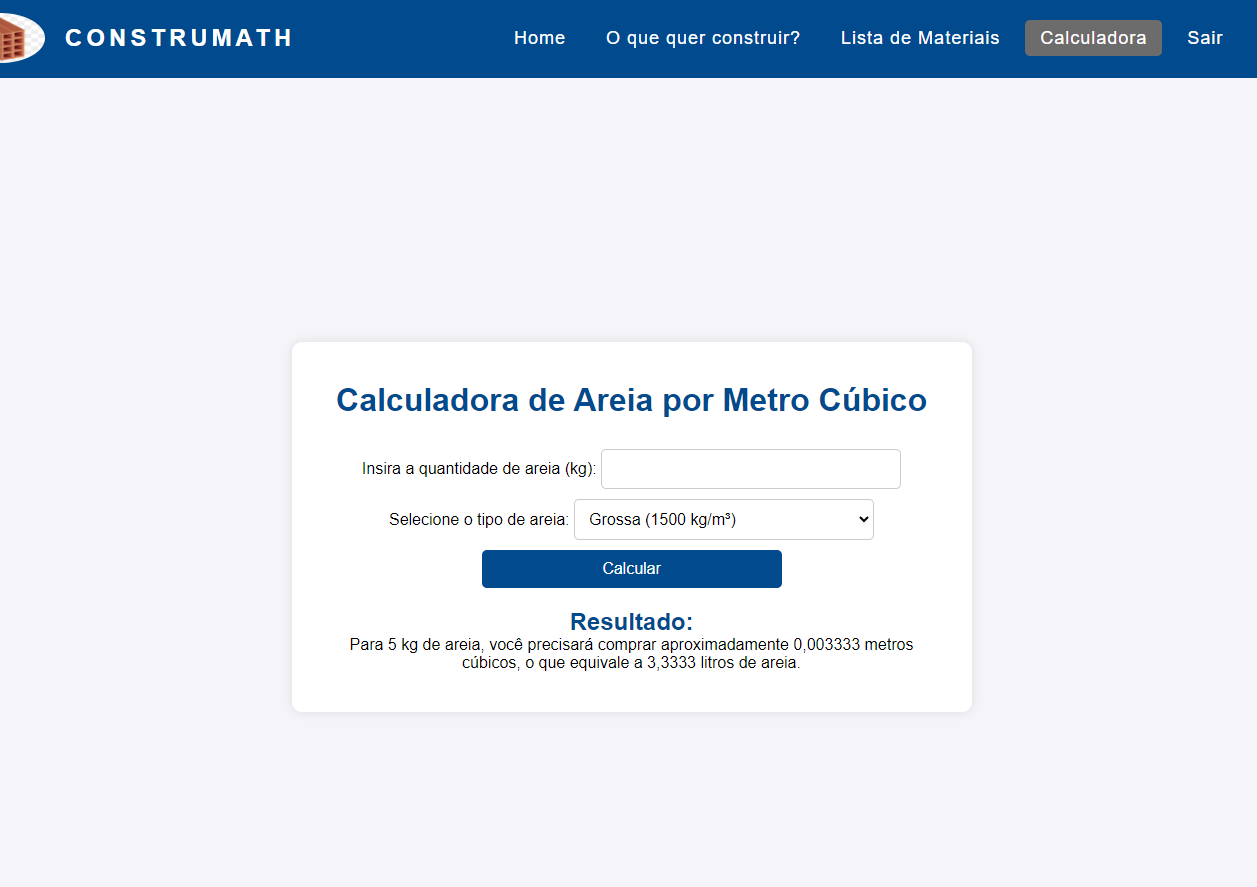 CONSTRUMATH
Home
O que quer construir?
Lista de Materiais
Calculadora
Sair
Calculadora de Areia por Metro Cúbico
Insira a quantidade de areia (kg):
Selecione o tipo de areia:
Grossa (1500 kg/m³)
Calcular
Resultado:
Para 5 kg de areia, você precisará comprar aproximadamente 0,003333 metros
cúbicos, o que equivale a 3,3333 litros de areia.